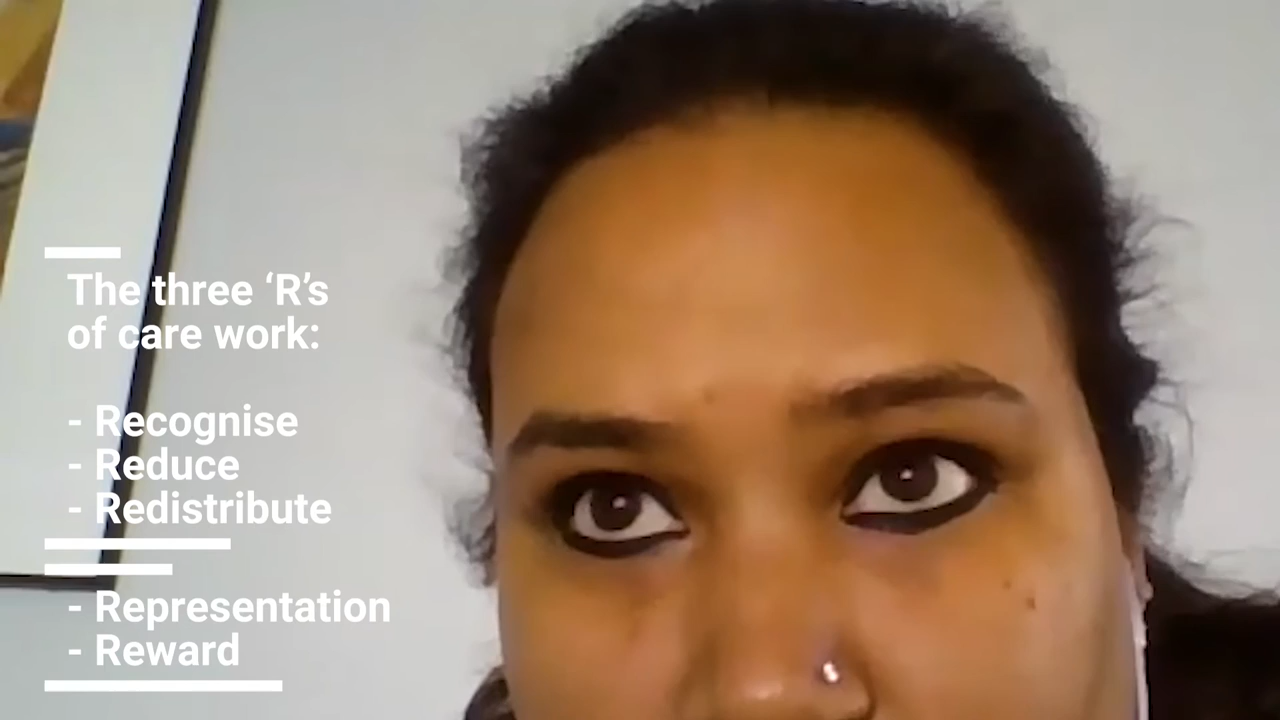 The three ‘R’s
of care work:
- Recognise
- Reduce
- Redistribute
- Representation
- Reward